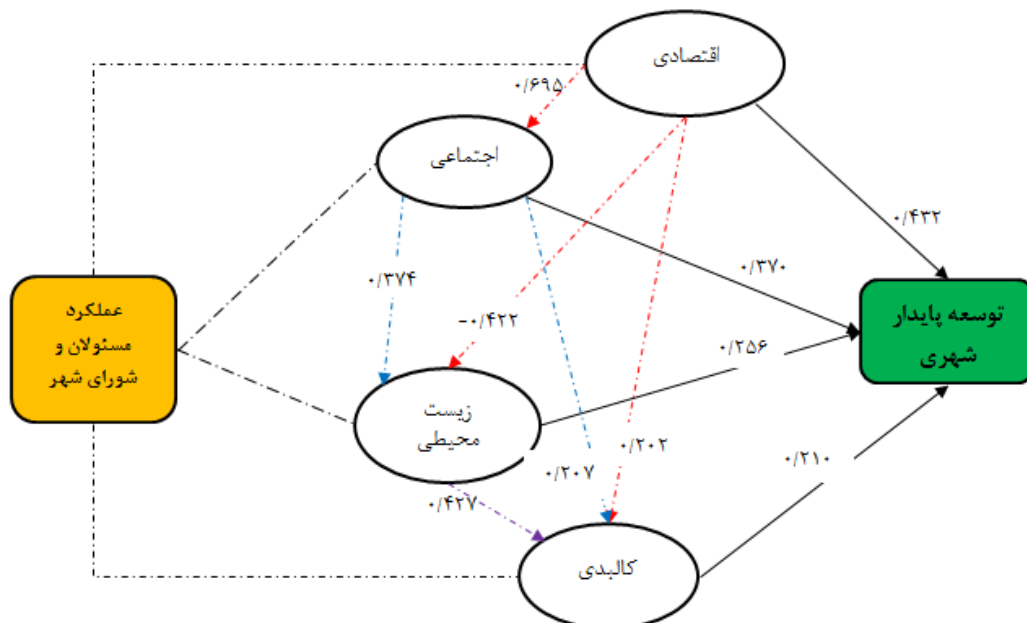 اقتصادی
۰/۶۹۵
اجتماعی
۰/۴۳۲
۰/۳۷۰
۰/۳۷۴
عملکرد
مسئولان و
شورای شهر
توسعه پایدار
شهری
-۰/۴۲۲
۰/۲۵۶
زیست
محیطی
۰/۲۰۲
۰/۲۰۷
۰/۲۱۰
۰/۴۲۷
کالبدی